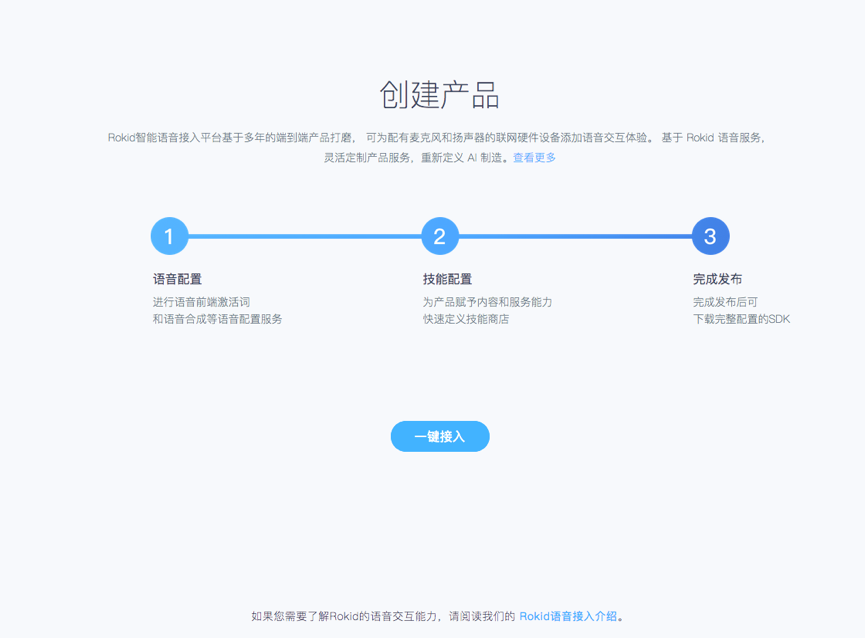 创建产品
Rokid智能语音接入平台基于多年的端到端产品打磨， 可为配有麦克风和扬声器的联网硬件设备添加语音交互体验。 基于 Rokid 语音服务，
灵活定制产品服务，重新定义 AI 制造。查看更多
1
2
3
语音配置
技能配置
完成发布
进行语音前端激活词
为产品赋予内容和服务能力
完成发布后可
和语音合成等语音配置服务
快速定义技能商店
下载完整配置的SDK
一键接入
如果您需要了解Rokid的语音交互能力，请阅读我们的 Rokid语音接入介绍。